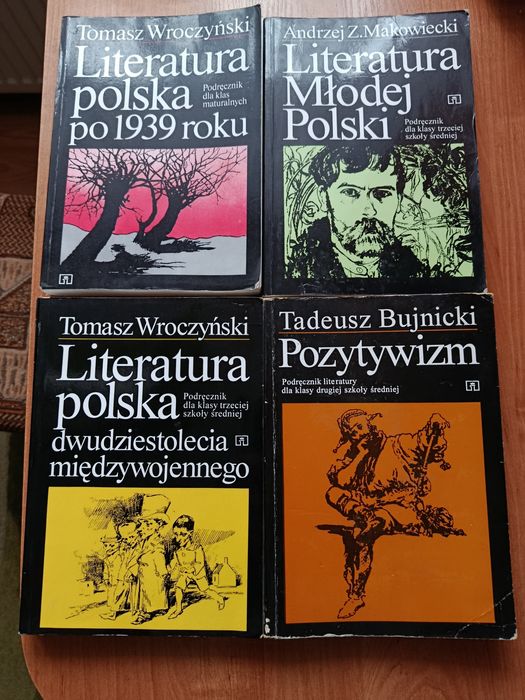 Tomasz Wroczyński
Literatura
polska
Podręcznik
dla klas
maturalnych
po 1939 roku
Andrzej Z. Makowiecki
Literatura
Młodej
Polski
Podręcznik
dla klasy trzeciej
szkoły średniej
Tomasz Wroczyński
Literatura
polska
Podręcznik
dla klasy trzeciej
szkoły średniej
dwudziestolecia
międzywojennego
Tadeusz Bujnicki
Pozytywizm
Podręcznik literatury
dla klasy drugiej szkoły średniej